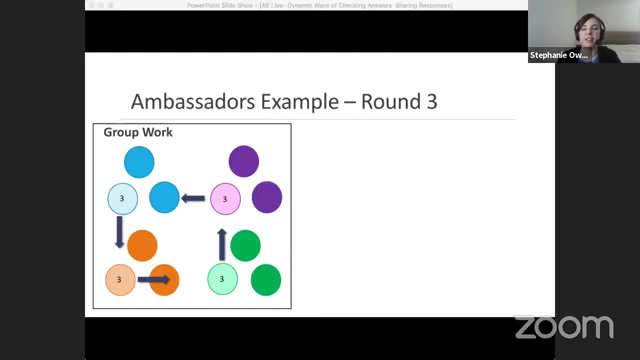 PowerPoint Slide Show - [AE Live- Dynamic Ways of Checking Answers Sharing Responses]
Stephanie Ow...
Ambassadors Example – Round 3
Group Work
3
3
3
3
zoom